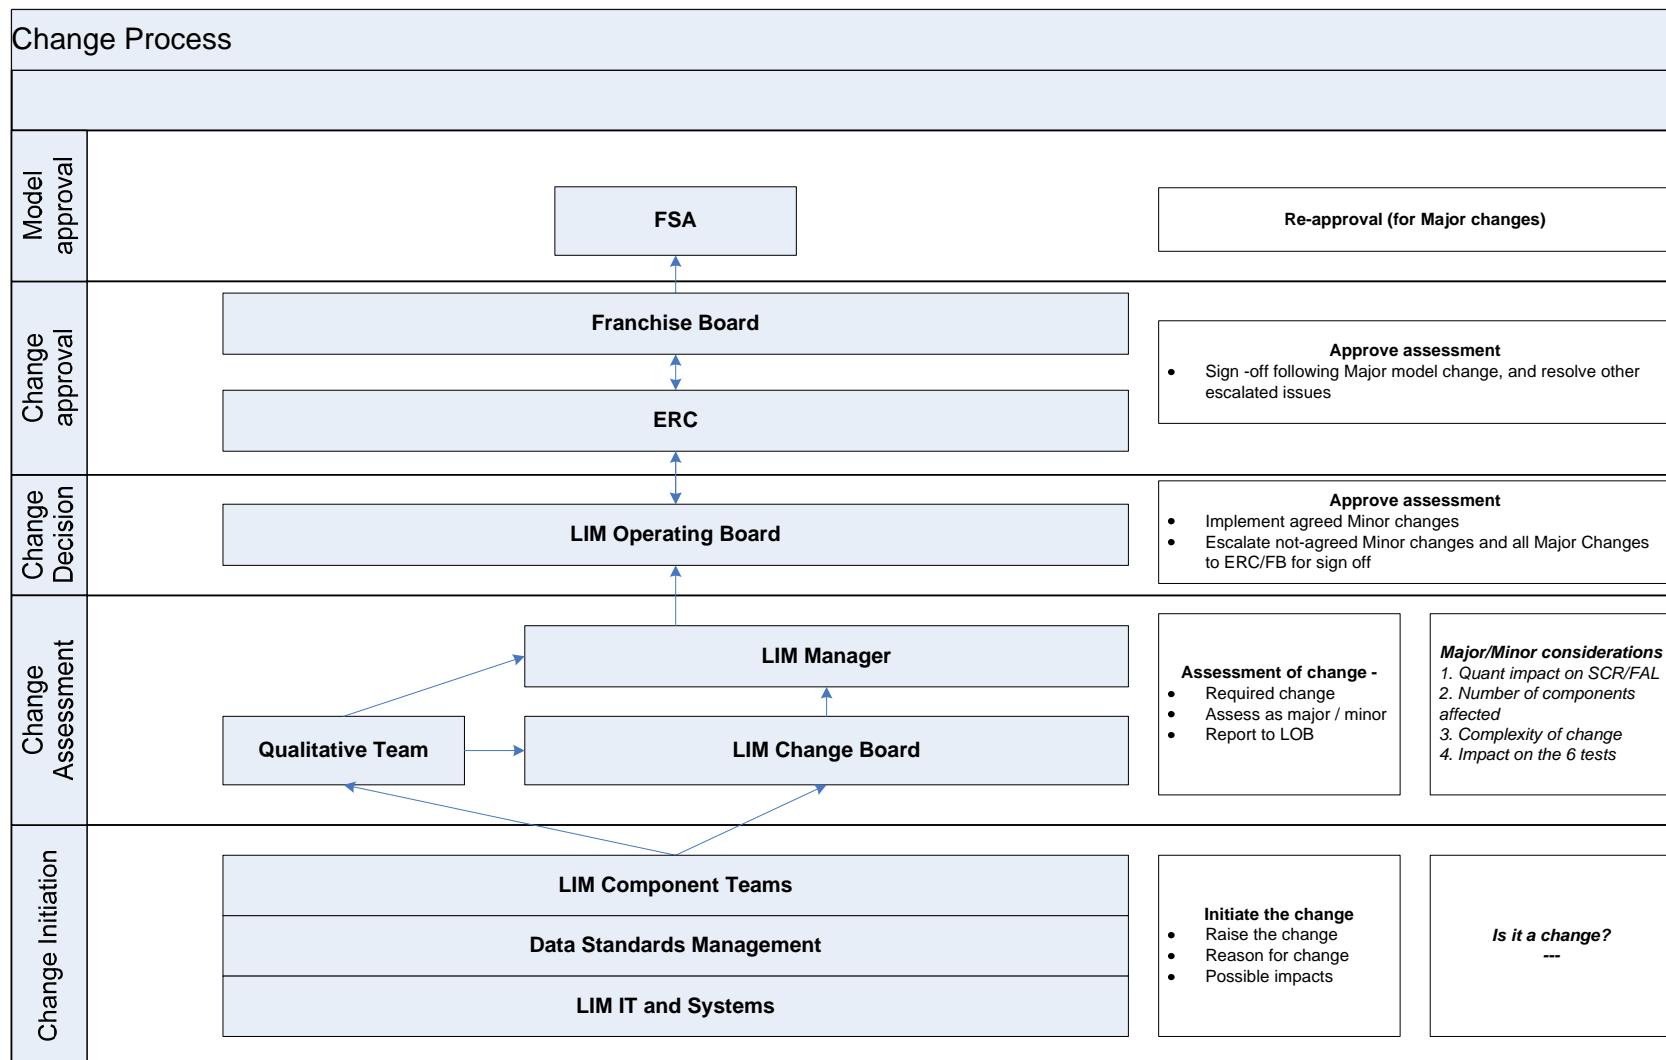 Change Process
Model
approval
FSA
Re-approval (for Major changes)
Change
approval
Franchise Board
ERC
Approve assessment
• Sign -off following Major model change, and resolve other
escalated issues
Change
Decision
LIM Operating Board
Approve assessment
• Implement agreed Minor changes
• Escalate not-agreed Minor changes and all Major Changes
to ERC/FB for sign off
Change
Assessment
LIM Manager
Qualitative Team
LIM Change Board
Assessment of change -
• Required change
• Assess as major / minor
• Report to LOB
Major/Minor considerations
1. Quant impact on SCR/FAL
2. Number of components
affected
3. Complexity of change
4. Impact on the 6 tests
Change Initiation
LIM Component Teams
Data Standards Management
LIM IT and Systems
Initiate the change
• Raise the change
• Reason for change
• Possible impacts
Is it a change?
---